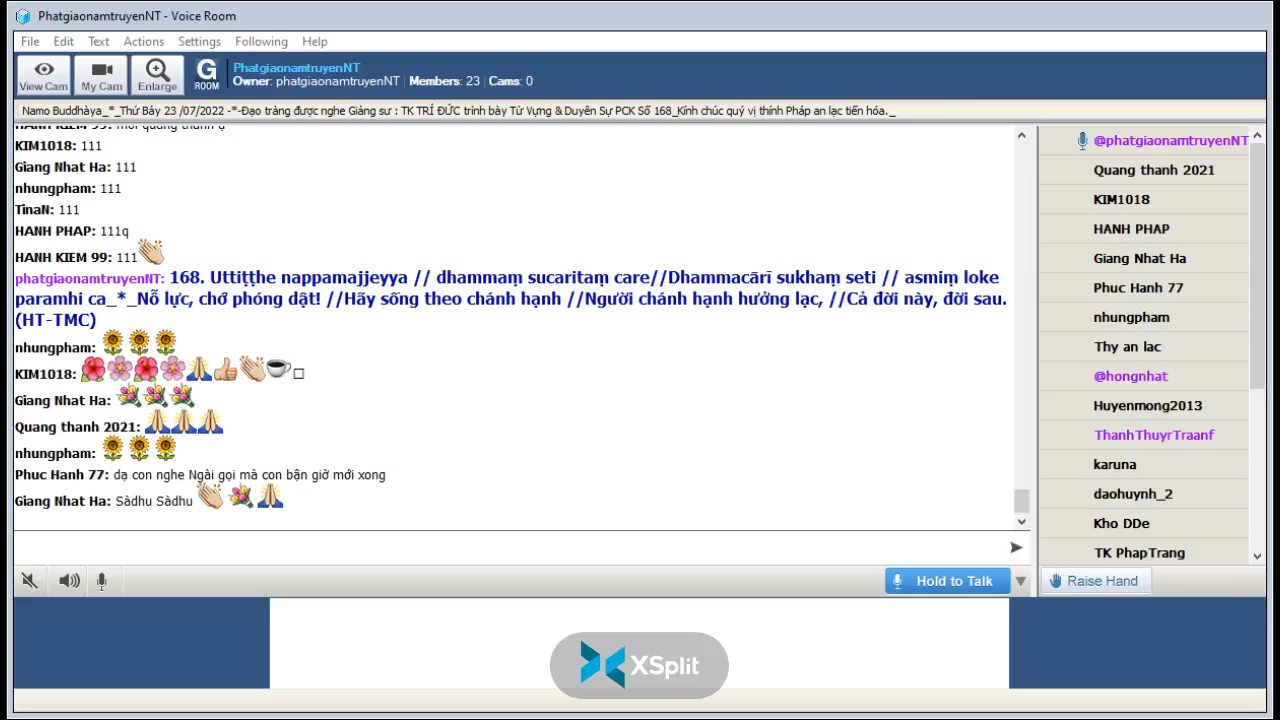 PhatgiaonamtruyenNT - Voice Room
File Edit Text Actions Settings Following Help
View Cam
My Cam
Enlarge
G
ROOM
PhatgiaonamtruyenNT
Owner: phatgiaonamtruyenNT | Members: 23 | Cams: 0
Namo Buddhàya_*_Thứ Bảy 23 /07/2022 -*-Đạo tràng được nghe Giảng sư : TK TRÍ ĐỨC trình bày Từ Vựng & Duyên Sự PCK Số 168_Kính chúc quý vị thính Pháp an lạc tiến hóa._
KIM1018: 111
Giang Nhat Ha: 111
nhungpham: 111
TinaN: 111
HANH PHAP: 111q
HANH KIEM 99: 111
phatgiaonamtruyenNT: 168. Uttiṭṭhe nappamajjeyya // dhammaṃ sucaritaṃ care//Dhammacārī sukhaṃ seti // asmiṃ loke
paramhi ca_*_Nỗ lực, chớ phóng dật! //Hãy sống theo chánh hạnh //Người chánh hạnh hưởng lạc, //Cả đời này, đời sau.
(HT-TMC)
nhungpham:
KIM1018:
Giang Nhat Ha:
Quang thanh 2021:
nhungpham:
Phuc Hanh 77: dạ con nghe Ngài gọi mà con bận giờ mới xong
Giang Nhat Ha: Sàdhu Sàdhu
@phatgiaonamtruyenNT
Quang thanh 2021
KIM1018
HANH PHAP
Giang Nhat Ha
Phuc Hanh 77
nhungpham
Thy an lac
@hongnhat
Huyenmong2013
ThanhThuyrTraanf
karuna
daohuynh_2
Kho DDe
TK PhapTrang
Hold to Talk
Raise Hand
XSplit